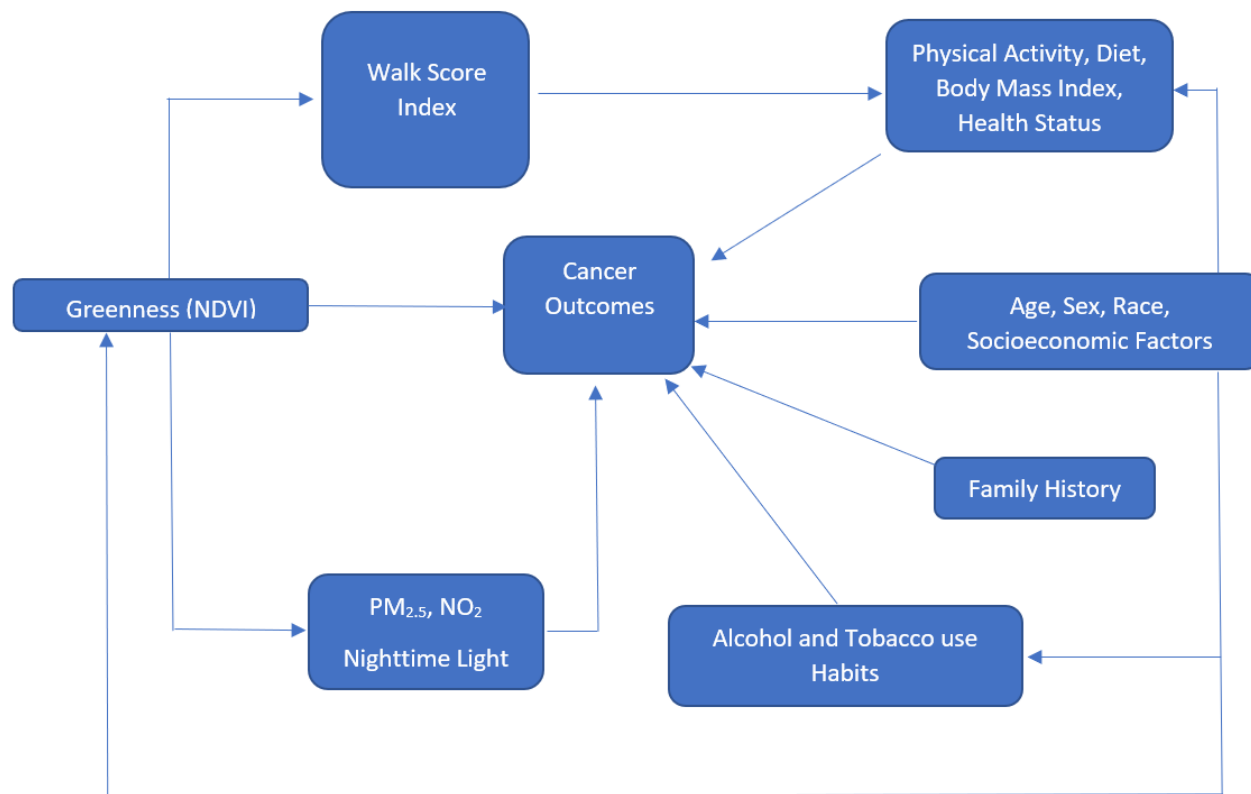 Walk Score
Index
Physical Activity, Diet,
Body Mass Index,
Health Status
Cancer
Outcomes
Greenness (NDVI)
Age, Sex, Race,
Socioeconomic Factors
Family History
PM₂.₅, NO₂
Nighttime Light
Alcohol and Tobacco use
Habits